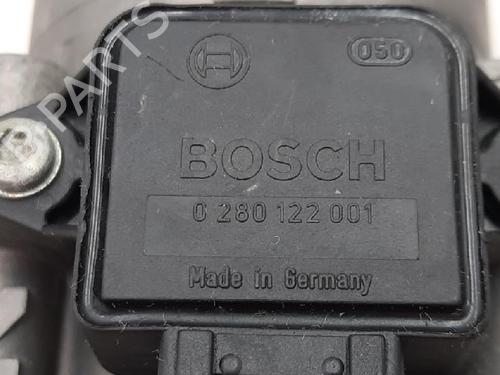 050
BOSCH
0 280 122 001
Made in Germany
B-PARTS